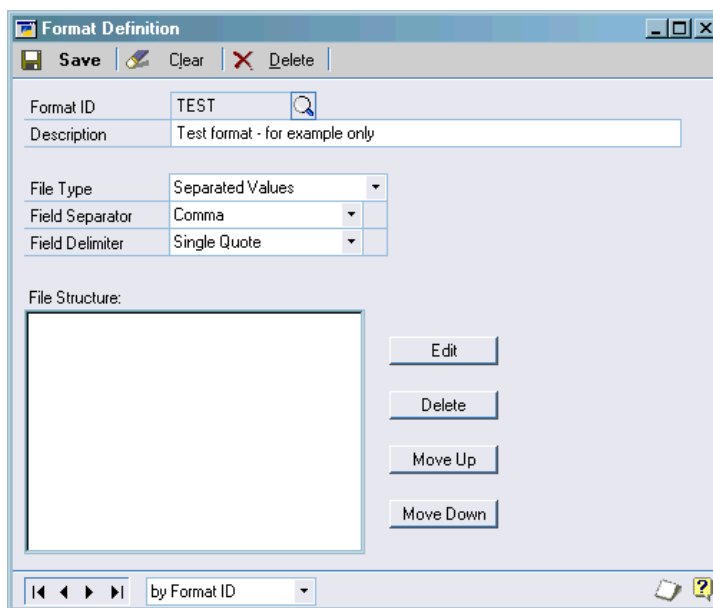 Format Definition
Save Clear Delete
Format ID TEST
Description Test format - for example only
File Type Separated Values
Field Separator Comma
Field Delimiter Single Quote
File Structure:
Edit
Delete
Move Up
Move Down
by Format ID